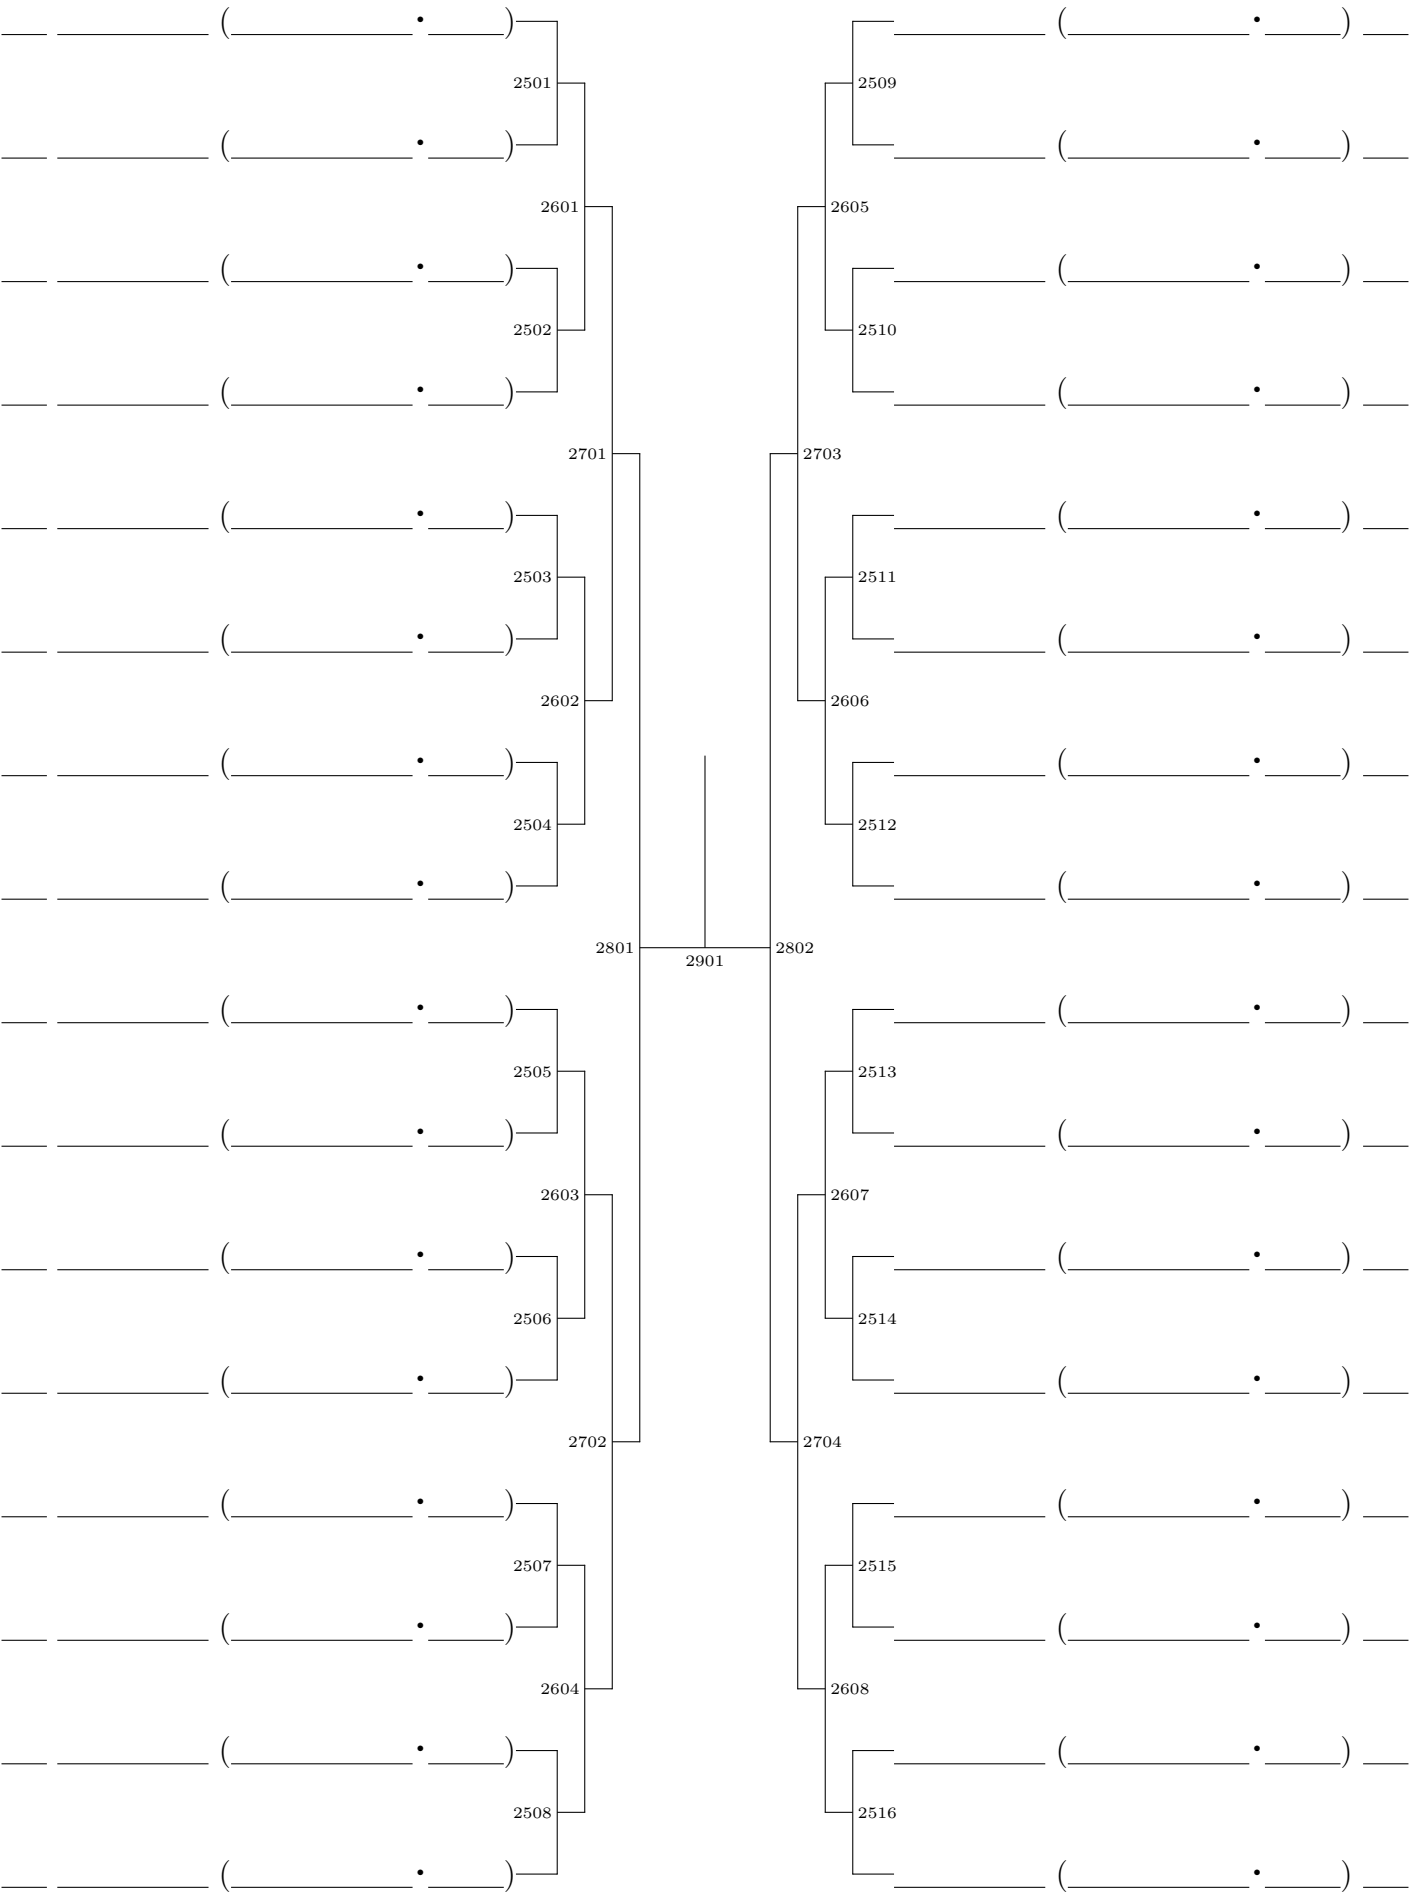 ( • ) ( • )
2501 2509
( • ) ( • )
2601 2605
( • ) ( • )
2502 2510
( • ) ( • )
2701 2703
( • ) ( • )
2503 2511
( • ) ( • )
2602 2606
( • ) ( • )
2504 2512
( • ) ( • )
2801 2802
2901
( • ) ( • )
2505 2513
( • ) ( • )
2603 2607
( • ) ( • )
2506 2514
( • ) ( • )
2702 2704
( • ) ( • )
2507 2515
( • ) ( • )
2604 2608
( • ) ( • )
2508 2516
( • ) ( • )